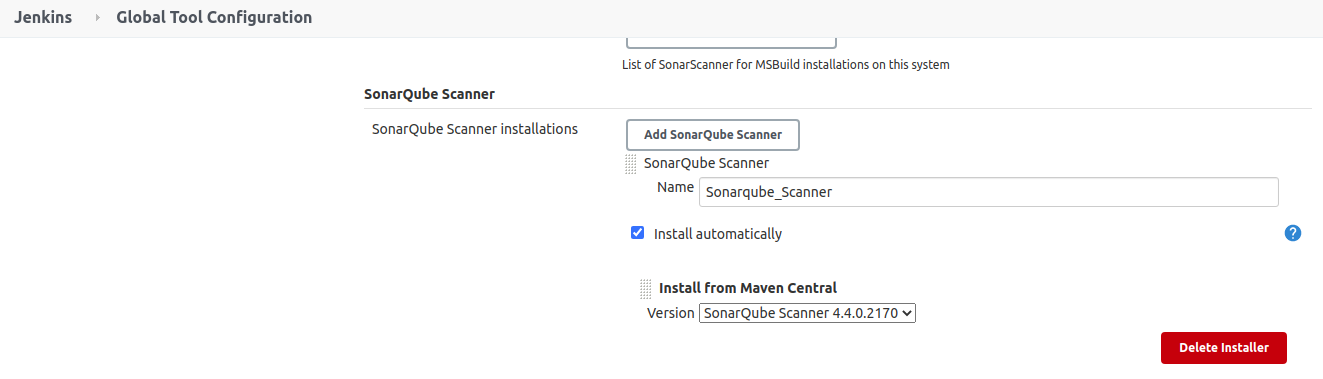 Jenkins
Global Tool Configuration
List of SonarScanner for MSBuild installations on this system
SonarQube Scanner
SonarQube Scanner installations
Add SonarQube Scanner
SonarQube Scanner
Name Sonarqube_Scanner
Install automatically
?
Install from Maven Central
Version SonarQube Scanner 4.4.0.2170
Delete Installer